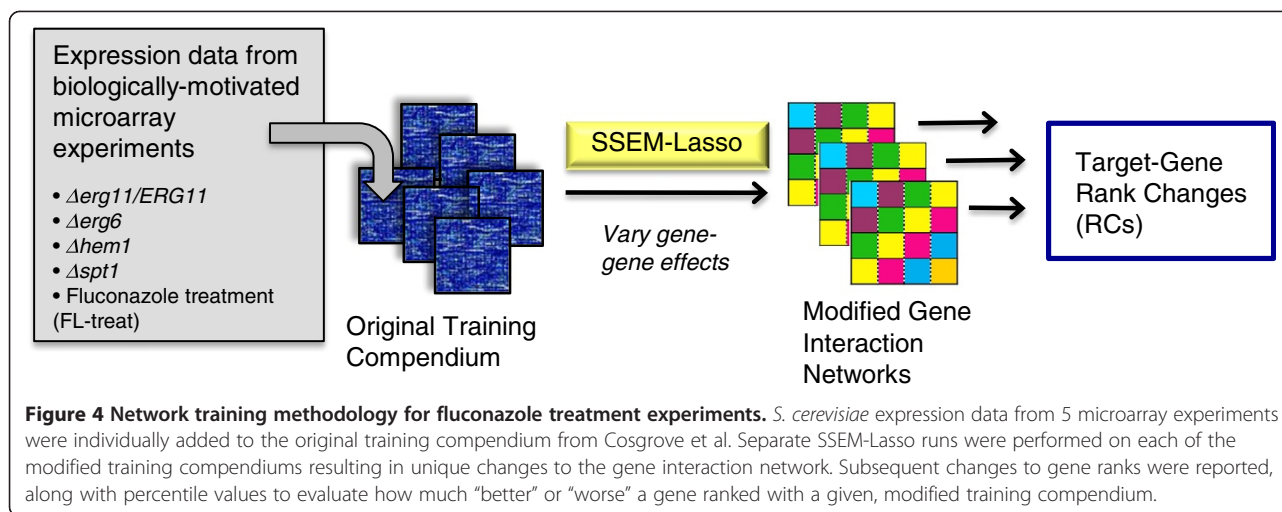 Expression data from
biologically-motivated
microarray
experiments
• Δerg11/ERG11
• Δerg6
• Δhem1
• Δspt1
• Fluconazole treatment
(FL-treat)
Original Training
Compendium
SSEM-Lasso
Vary gene-
gene effects
Modified Gene
Interaction
Networks
Target-Gene
Rank Changes
(RCs)
Figure 4 Network training methodology for fluconazole treatment experiments. S. cerevisiae expression data from 5 microarray experiments
were individually added to the original training compendium from Cosgrove et al. Separate SSEM-Lasso runs were performed on each of the
modified training compendiums resulting in unique changes to the gene interaction network. Subsequent changes to gene ranks were reported,
along with percentile values to evaluate how much “better” or “worse” a gene ranked with a given, modified training compendium.